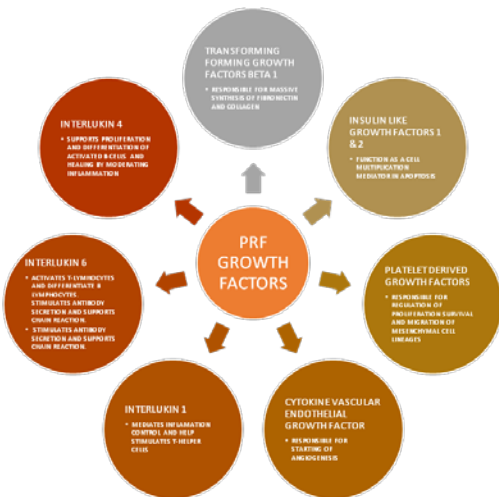 TRANSFORMING
FORMING GROWTH
FACTORS BETA 1
• RESPONSIBLE FOR MASSIVE
SYNTHESIS OF FIBRONECTIN
AND COLLAGEN
INSULIN LIKE
GROWTH FACTORS 1
& 2
• FUNCTION AS A CELL
MULTIPLICATION
MEDIATOR IN APOPTOSIS
PLATELET DERIVED
GROWTH FACTORS
• RESPONSIBLE FOR
REGULATION OF
PROLIFERATION SURVIVAL
AND MIGRATION OF
MESENCHYMAL CELL
LINEAGES
CYTOKINE VASCULAR
ENDOTHELIAL
GROWTH FACTOR
• RESPONSIBLE FOR
STARTING OF
ANGIOGENESIS
INTERLUKIN 1
• MEDIATES INFLAMATION
CONTROL AND HELP
STIMULATES T-HELPER
CELLS
INTERLUKIN 6
• ACTIVATES T-LYMPHOCYTES
AND DIFFERENTIATE B
LYMPHOCYTES.
STIMULATES ANTIBODY
SECRETION AND SUPPORTS
CHAIN REACTION.
• STIMULATES ANTIBODY
SECRETION AND SUPPORTS
CHAIN REACTION.
INTERLUKIN 4
• SUPPORTS PROLIFERATION
AND DIFFERENTIATION OF
ACTIVATED B-CELLS AND
HEALING BY MODERATING
INFLAMMATION
PRF
GROWTH
FACTORS